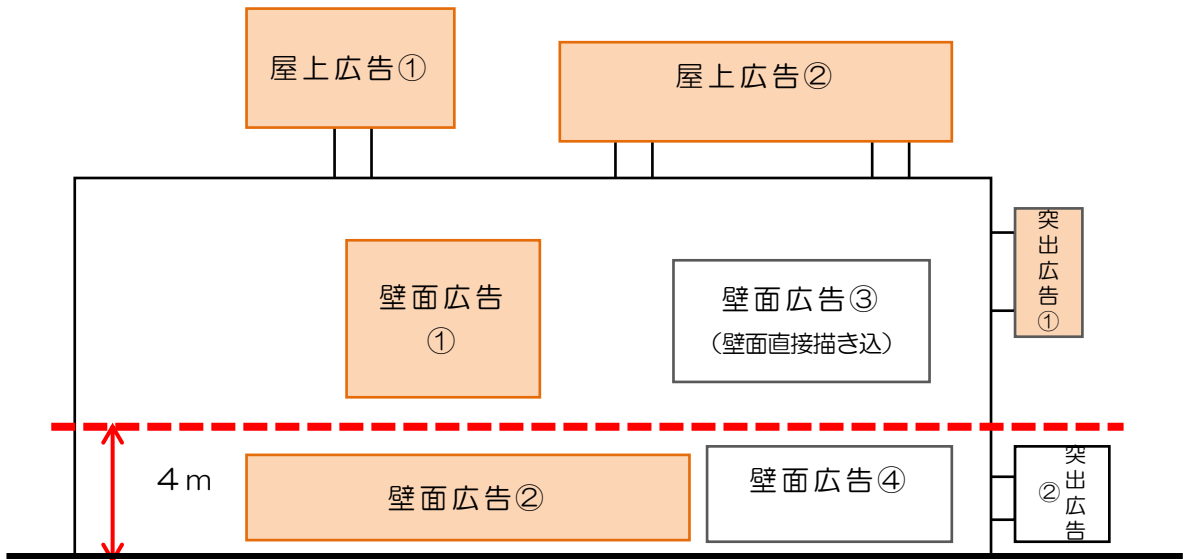 屋上広告①
屋上広告②
突出広告①
壁面広告
①
壁面広告③
（壁面直接描き込）
４ｍ
壁面広告②
壁面広告④
突出広告
②